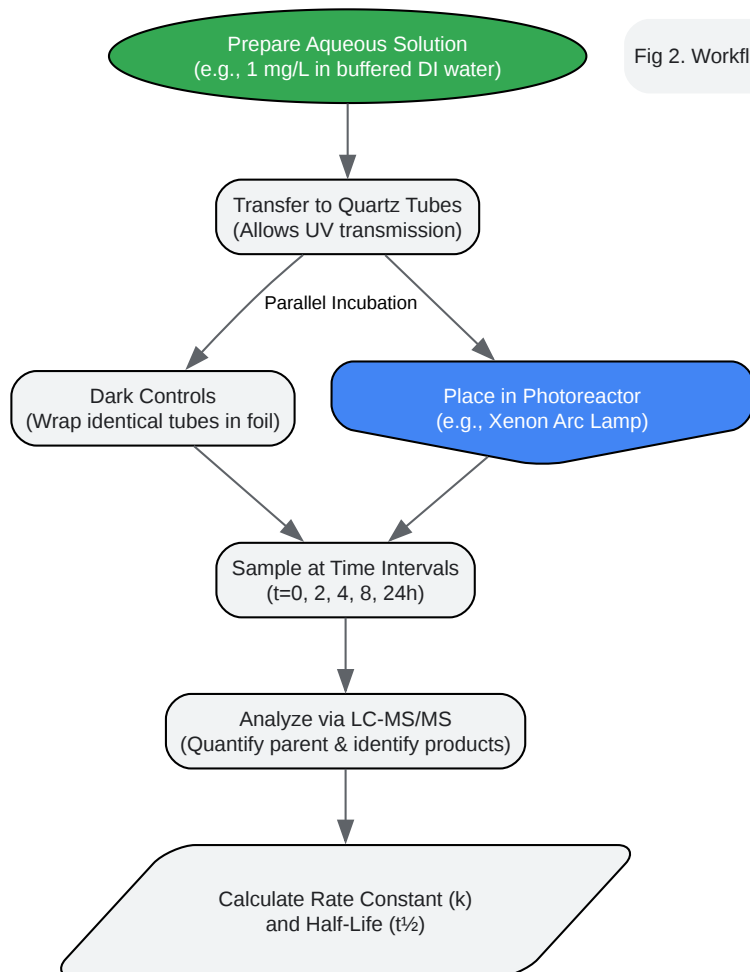 Prepare Aqueous Solution
(e.g., 1 mg/L in buffered DI water)
Fig 2. Workfl
Transfer to Quartz Tubes
(Allows UV transmission)
Parallel Incubation
Dark Controls
(Wrap identical tubes in foil)
Place in Photoreactor
(e.g., Xenon Arc Lamp)
Sample at Time Intervals
(t=0, 2, 4, 8, 24h)
Analyze via LC-MS/MS
(Quantify parent & identify products)
Calculate Rate Constant (k)
and Half-Life (t½)